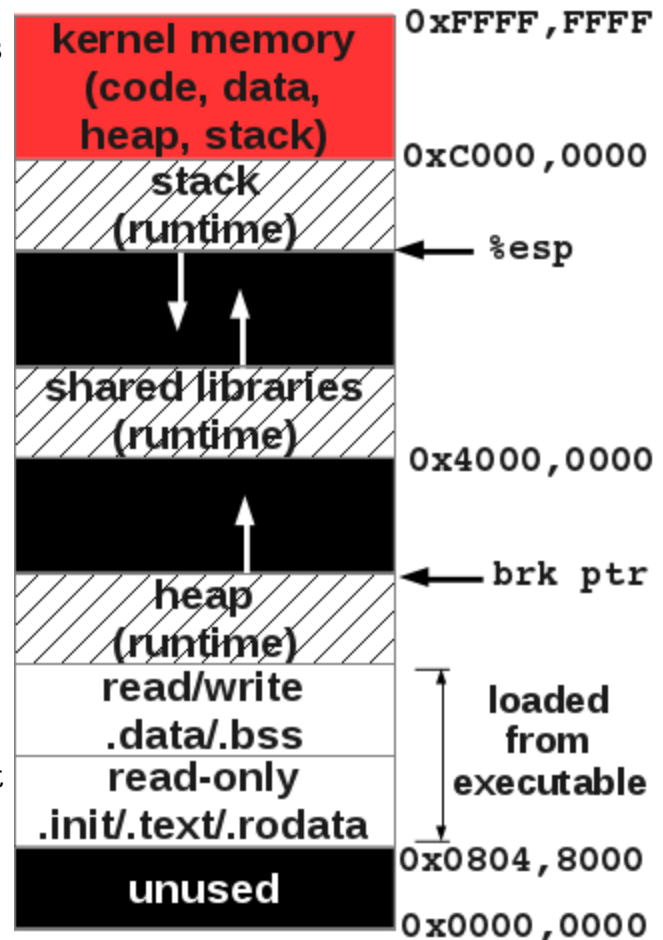 0xFFFF,FFFF
kernel memory
(code, data,
heap, stack)
0xC000,0000
stack
(runtime)
%esp
shared libraries
(runtime)
0x4000,0000
brk ptr
heap
(runtime)
read/write
.data/.bss
loaded
from
executable
read-only
.init/.text/.rodata
0x0804,8000
unused
0x0000,0000